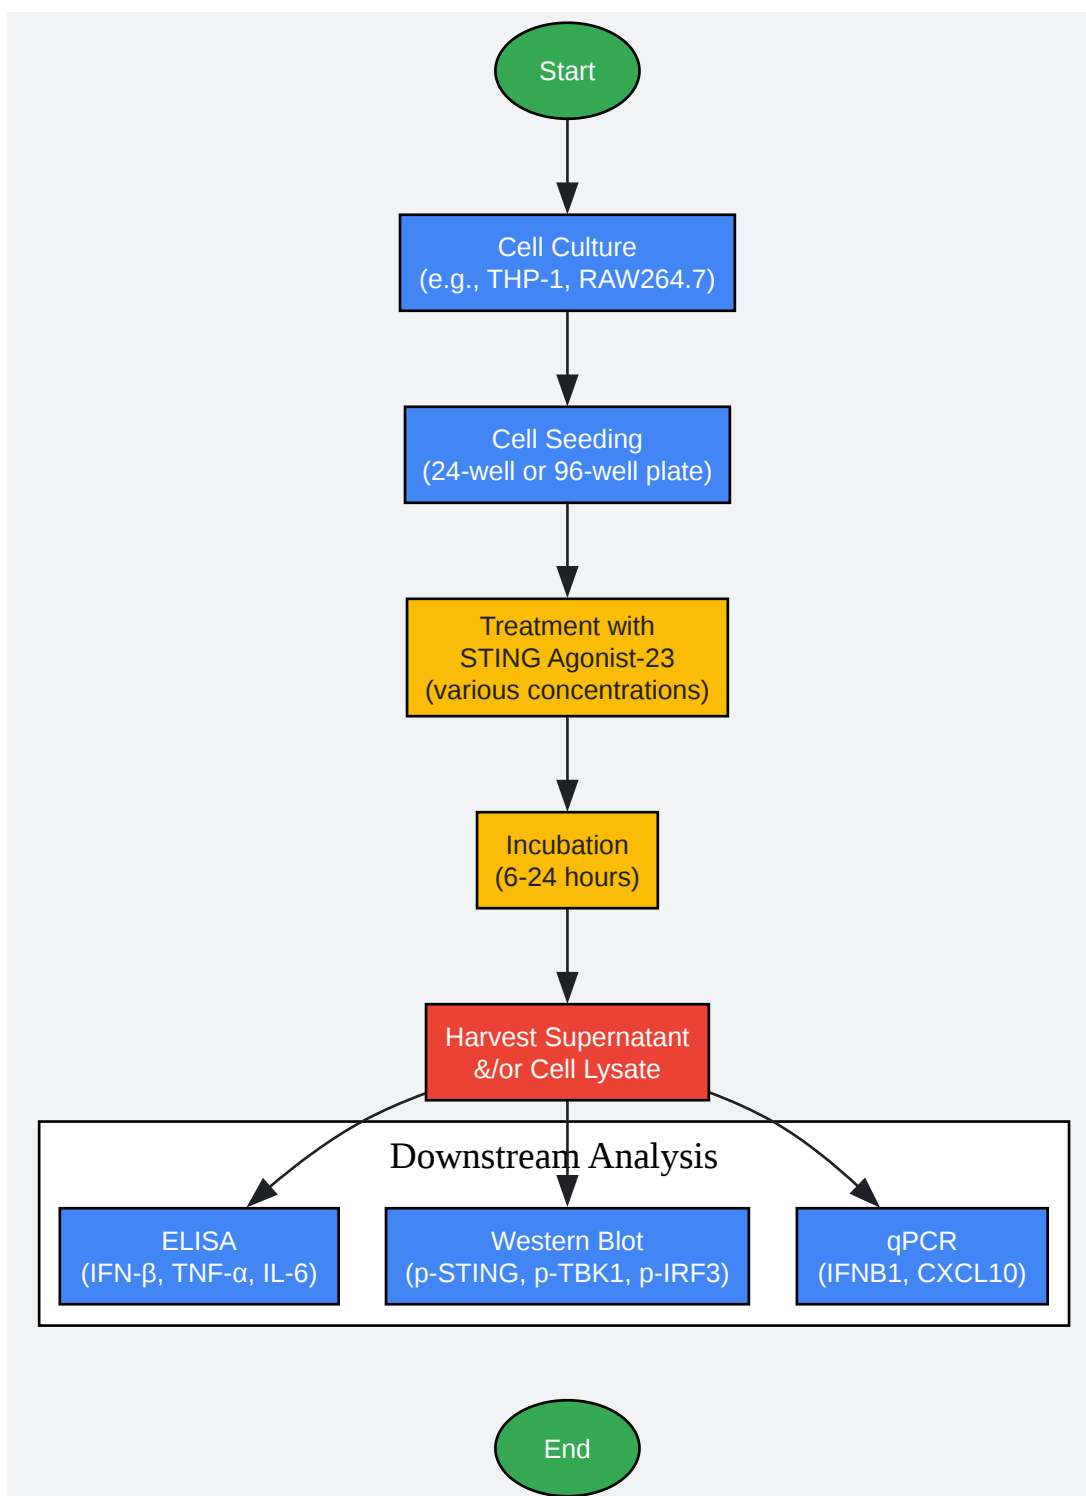 Start
Cell Culture
(e.g., THP-1, RAW264.7)
Cell Seeding
(24-well or 96-well plate)
Treatment with
STING Agonist-23
(various concentrations)
Incubation
(6-24 hours)
Harvest Supernatant
&/or Cell Lysate
Downstream Analysis
ELISA
(IFN-β, TNF-α, IL-6)
Western Blot
(p-STING, p-TBK1, p-IRF3)
qPCR
(IFNB1, CXCL10)
End